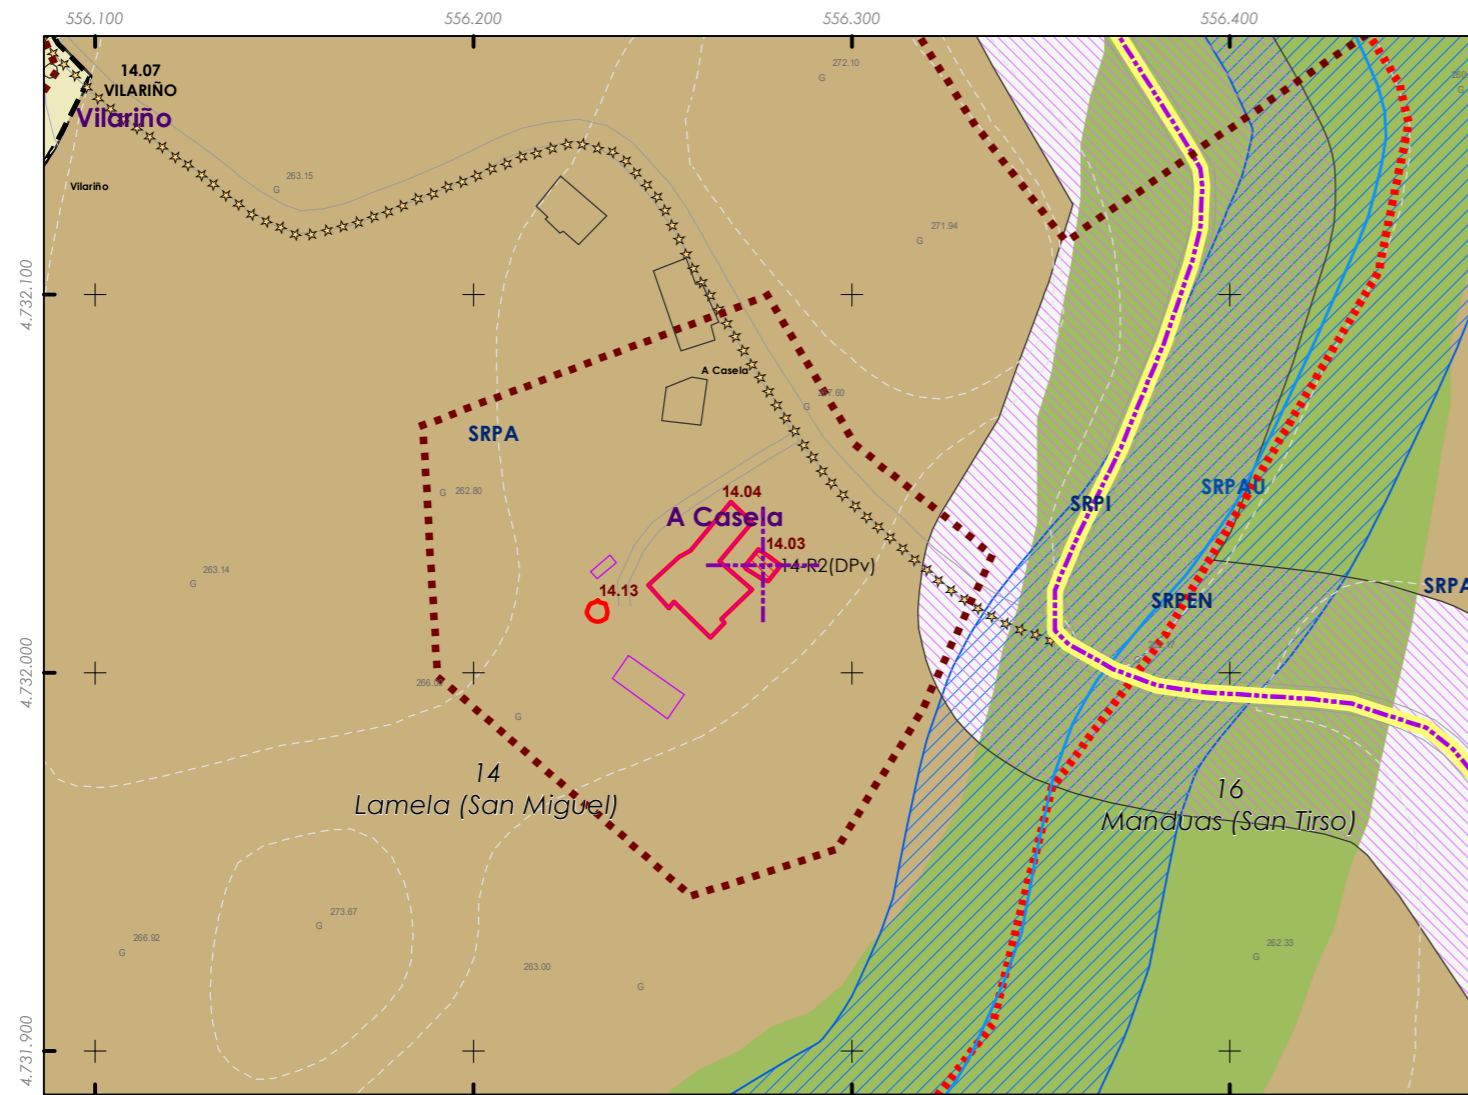 556.100
556.200
556.300
556.400
14.07
VILARIÑO
Vilariño
Vilariño
272.10
263.15
G
G
G
271.94
G
4.732.100
A Casela
G
SRPA
G 262.80
14.04
A Casela
14.03
14-R2(DPv)
SRPI
SRPAU
263.14
G
14.13
SRPEN
SRPA
4.732.000
G
14
Lamela (San Miguel)
16
Manduas (San Tirso)
273.67
G
266.92
G
263.00
G
262.33
G
4.731.900